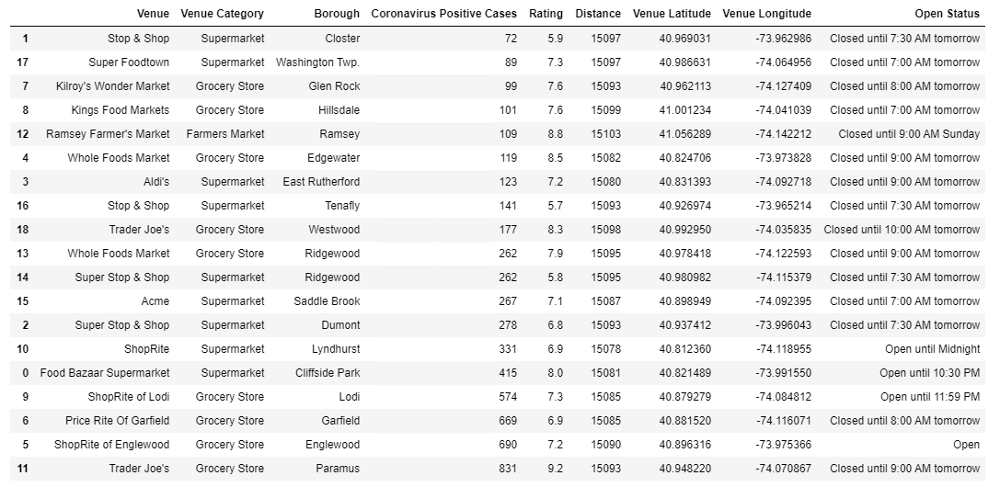 Venue Venue Category Borough Coronavirus Positive Cases Rating Distance Venue Latitude Venue Longitude Open Status
1 Stop & Shop Supermarket Closter 72 5.9 15097 40.969031 -73.962986 Closed until 7:30 AM tomorrow
17 Super Foodtown Supermarket Washington Twp. 89 7.3 15097 40.986631 -74.064956 Closed until 7:00 AM tomorrow
7 Kilroy's Wonder Market Grocery Store Glen Rock 99 7.6 15093 40.962113 -74.127409 Closed until 8:00 AM tomorrow
8 Kings Food Markets Grocery Store Hillsdale 101 7.6 15099 41.001234 -74.041039 Closed until 7:00 AM tomorrow
12 Ramsey Farmer's Market Farmers Market Ramsey 109 8.8 15103 41.056289 -74.142212 Closed until 9:00 AM Sunday
4 Whole Foods Market Grocery Store Edgewater 119 8.5 15082 40.824706 -73.973828 Closed until 9:00 AM tomorrow
3 Aldi's Supermarket East Rutherford 123 7.2 15080 40.831393 -74.092718 Closed until 9:00 AM tomorrow
16 Stop & Shop Supermarket Tenafly 141 5.7 15093 40.926974 -73.965214 Closed until 7:30 AM tomorrow
18 Trader Joe's Grocery Store Westwood 177 8.3 15098 40.992950 -74.035835 Closed until 10:00 AM tomorrow
13 Whole Foods Market Grocery Store Ridgewood 262 7.9 15095 40.978418 -74.122593 Closed until 9:00 AM tomorrow
14 Super Stop & Shop Supermarket Ridgewood 262 5.8 15095 40.980982 -74.115379 Closed until 7:30 AM tomorrow
15 Acme Supermarket Saddle Brook 267 7.1 15087 40.898949 -74.092395 Closed until 7:00 AM tomorrow
2 Super Stop & Shop Supermarket Dumont 278 6.8 15093 40.937412 -73.996043 Closed until 7:30 AM tomorrow
10 ShopRite Supermarket Lyndhurst 331 6.9 15078 40.812360 -74.118955 Open until Midnight
0 Food Bazaar Supermarket Supermarket Cliffside Park 415 8.0 15081 40.821489 -73.991550 Open until 10:30 PM
9 ShopRite of Lodi Grocery Store Lodi 574 7.3 15085 40.879279 -74.084812 Open until 11:59 PM
6 Price Rite Of Garfield Grocery Store Garfield 669 6.9 15085 40.881520 -74.116071 Closed until 8:00 AM tomorrow
5 ShopRite of Englewood Grocery Store Englewood 690 7.2 15090 40.896316 -73.975366 Open
11 Trader Joe's Grocery Store Paramus 831 9.2 15093 40.948220 -74.070867 Closed until 9:00 AM tomorrow